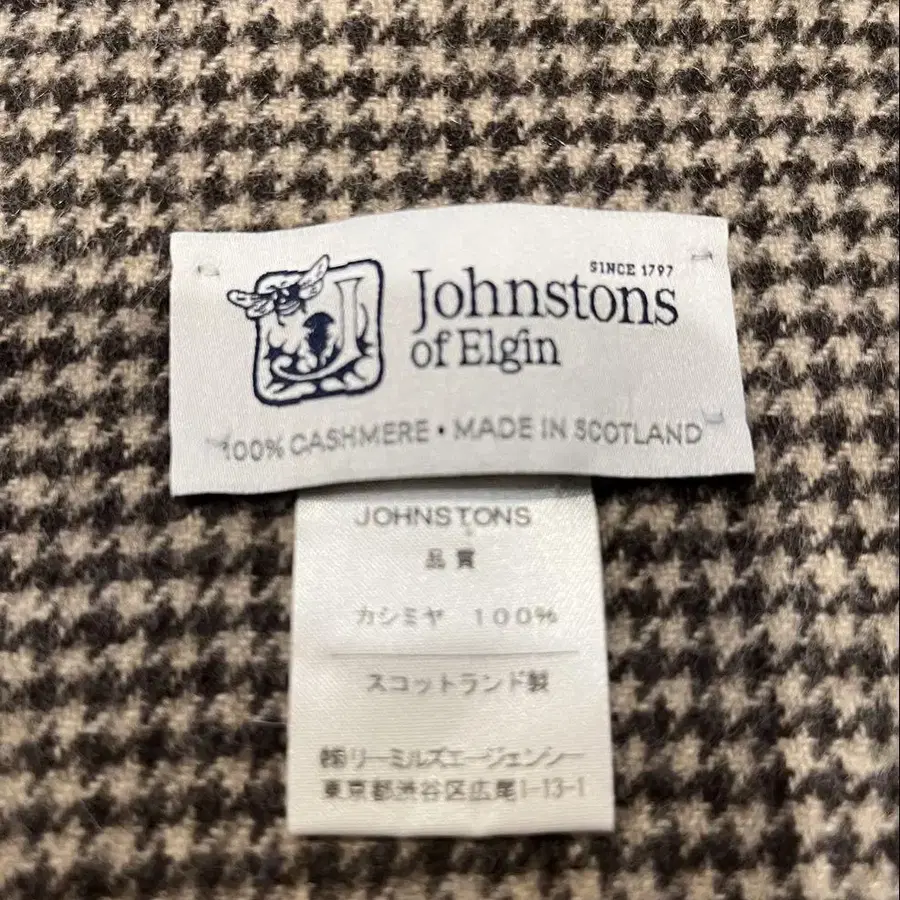 SINCE 1797
Johnstons
of Elgin
100% CASHMERE • MADE IN SCOTLAND
JOHNSTONS
品質
カシミヤ 100%
スコットランド製
㈱リーミルズエージェンシー
東京都渋谷区広尾1-13-1